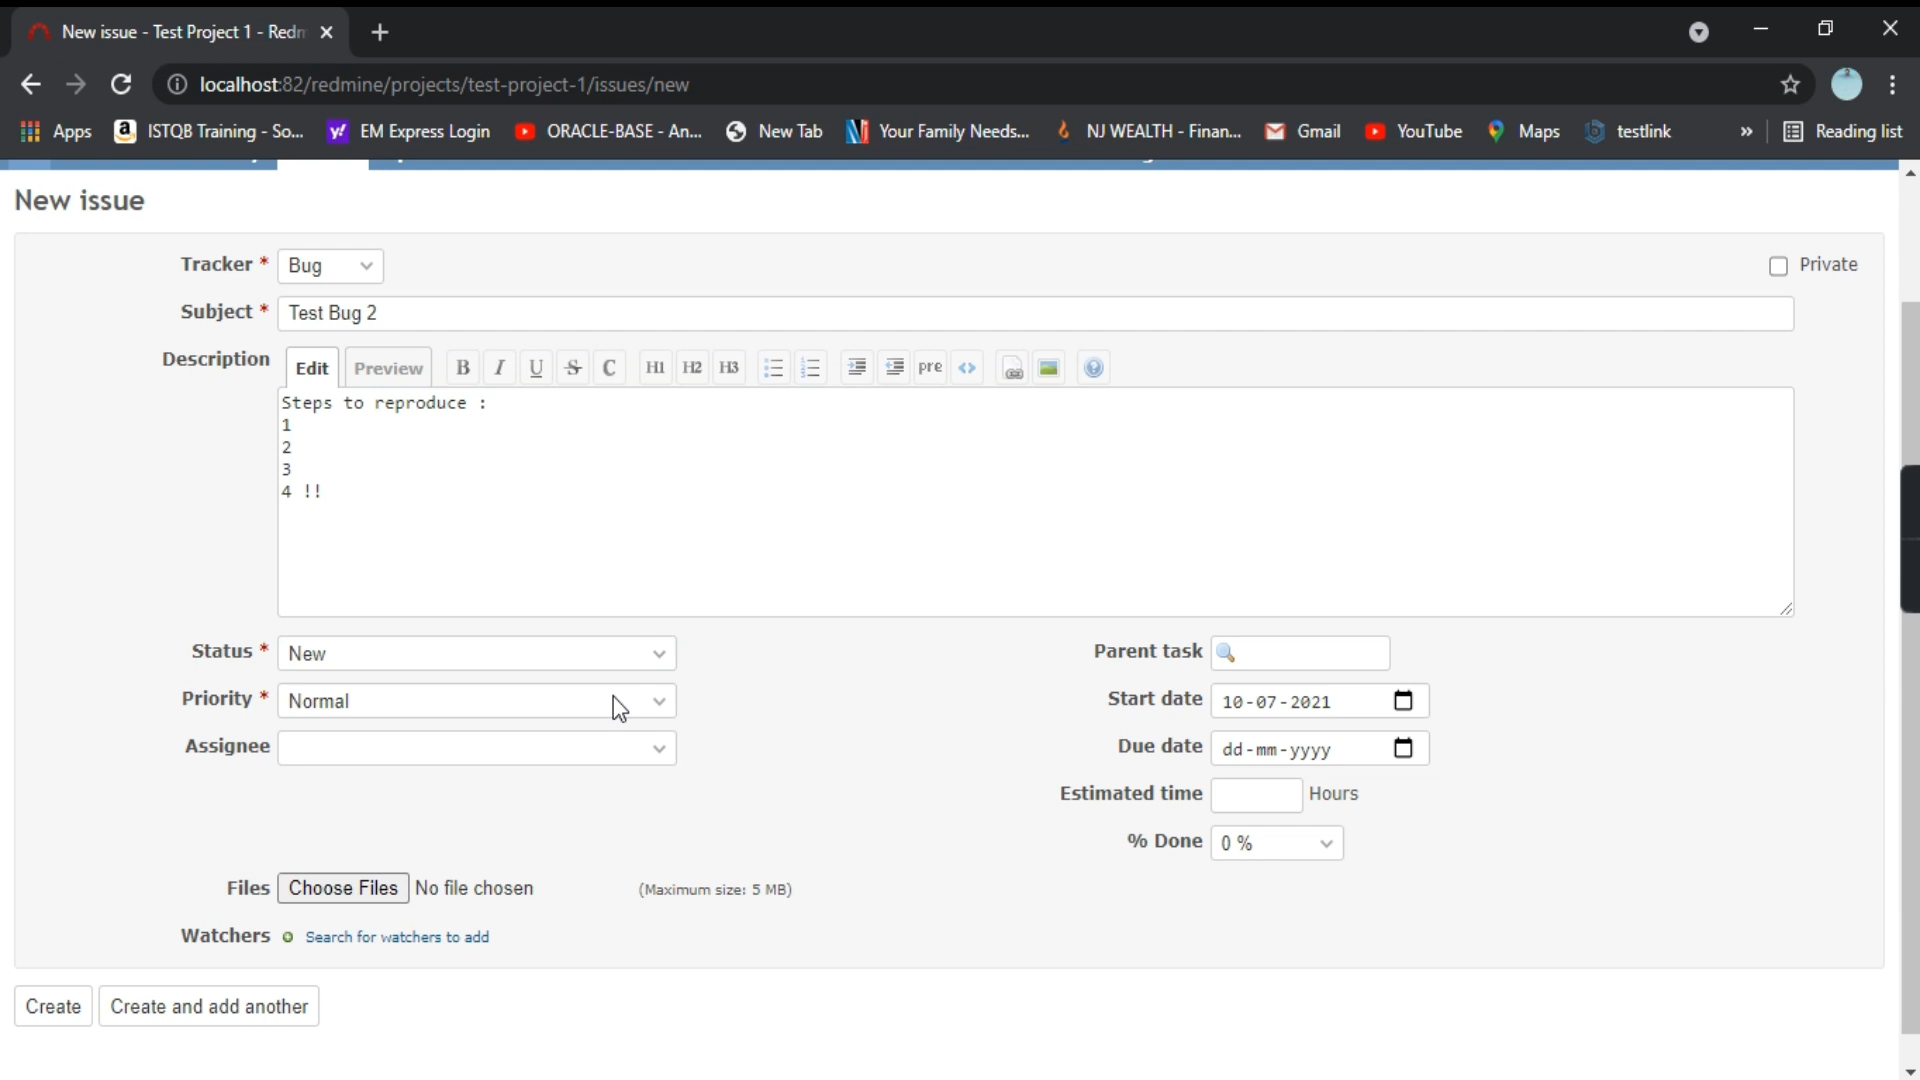 New issue - Test Project 1 - Redm
localhost:82/redmine/projects/test-project-1/issues/new
Apps ISTQB Training - So... EM Express Login ORACLE-BASE - An... New Tab Your Family Needs... NJ WEALTH - Finan... Gmail YouTube Maps testlink » Reading list
New issue
Tracker * Bug Private
Subject * Test Bug 2
Description Edit Preview B I U S C H1 H2 H3 pre <>
Steps to reproduce :
1
2
3
4 !!
Status * New Parent task
Priority * Normal Start date 10-07-2021
Assignee Due date dd-mm-yyyy
Estimated time Hours
% Done 0 %
Files Choose Files No file chosen (Maximum size: 5 MB)
Watchers Search for watchers to add
Create Create and add another